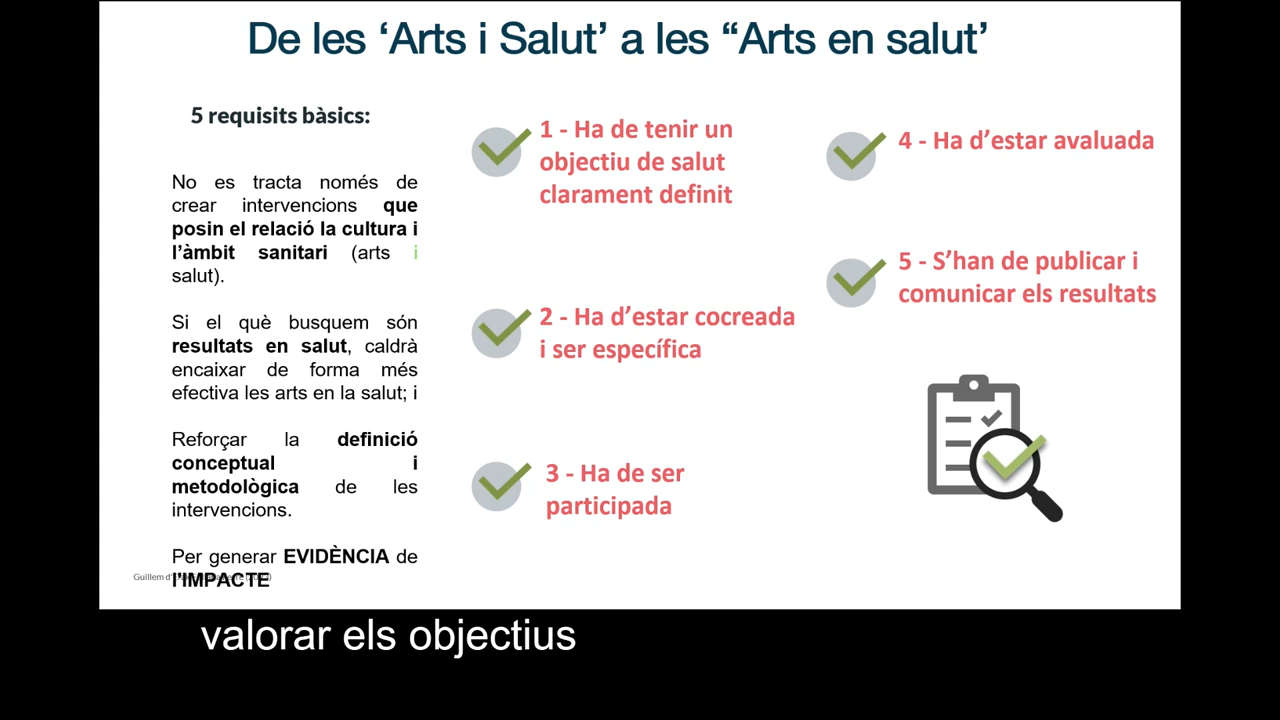 De les ‘Arts i Salut’ a les “Arts en salut’
5 requisits bàsics:
No es tracta només de
crear intervencions que
posin el relació la cultura i
l’àmbit sanitari (arts i
salut).
Si el què busquem són
resultats en salut, caldrà
encaixar de forma més
efectiva les arts en la salut; i
Reforçar la definició
conceptual i
metodològica de les
intervencions.
Per generar EVIDÈNCIA de
l’IMPACTE
Guillem
1 - Ha de tenir un
objectiu de salut
clarament definit
2 - Ha d’estar cocreada
i ser específica
3 - Ha de ser
participada
4 - Ha d’estar avaluada
5 - S’han de publicar i
comunicar els resultats
valorar els objectius